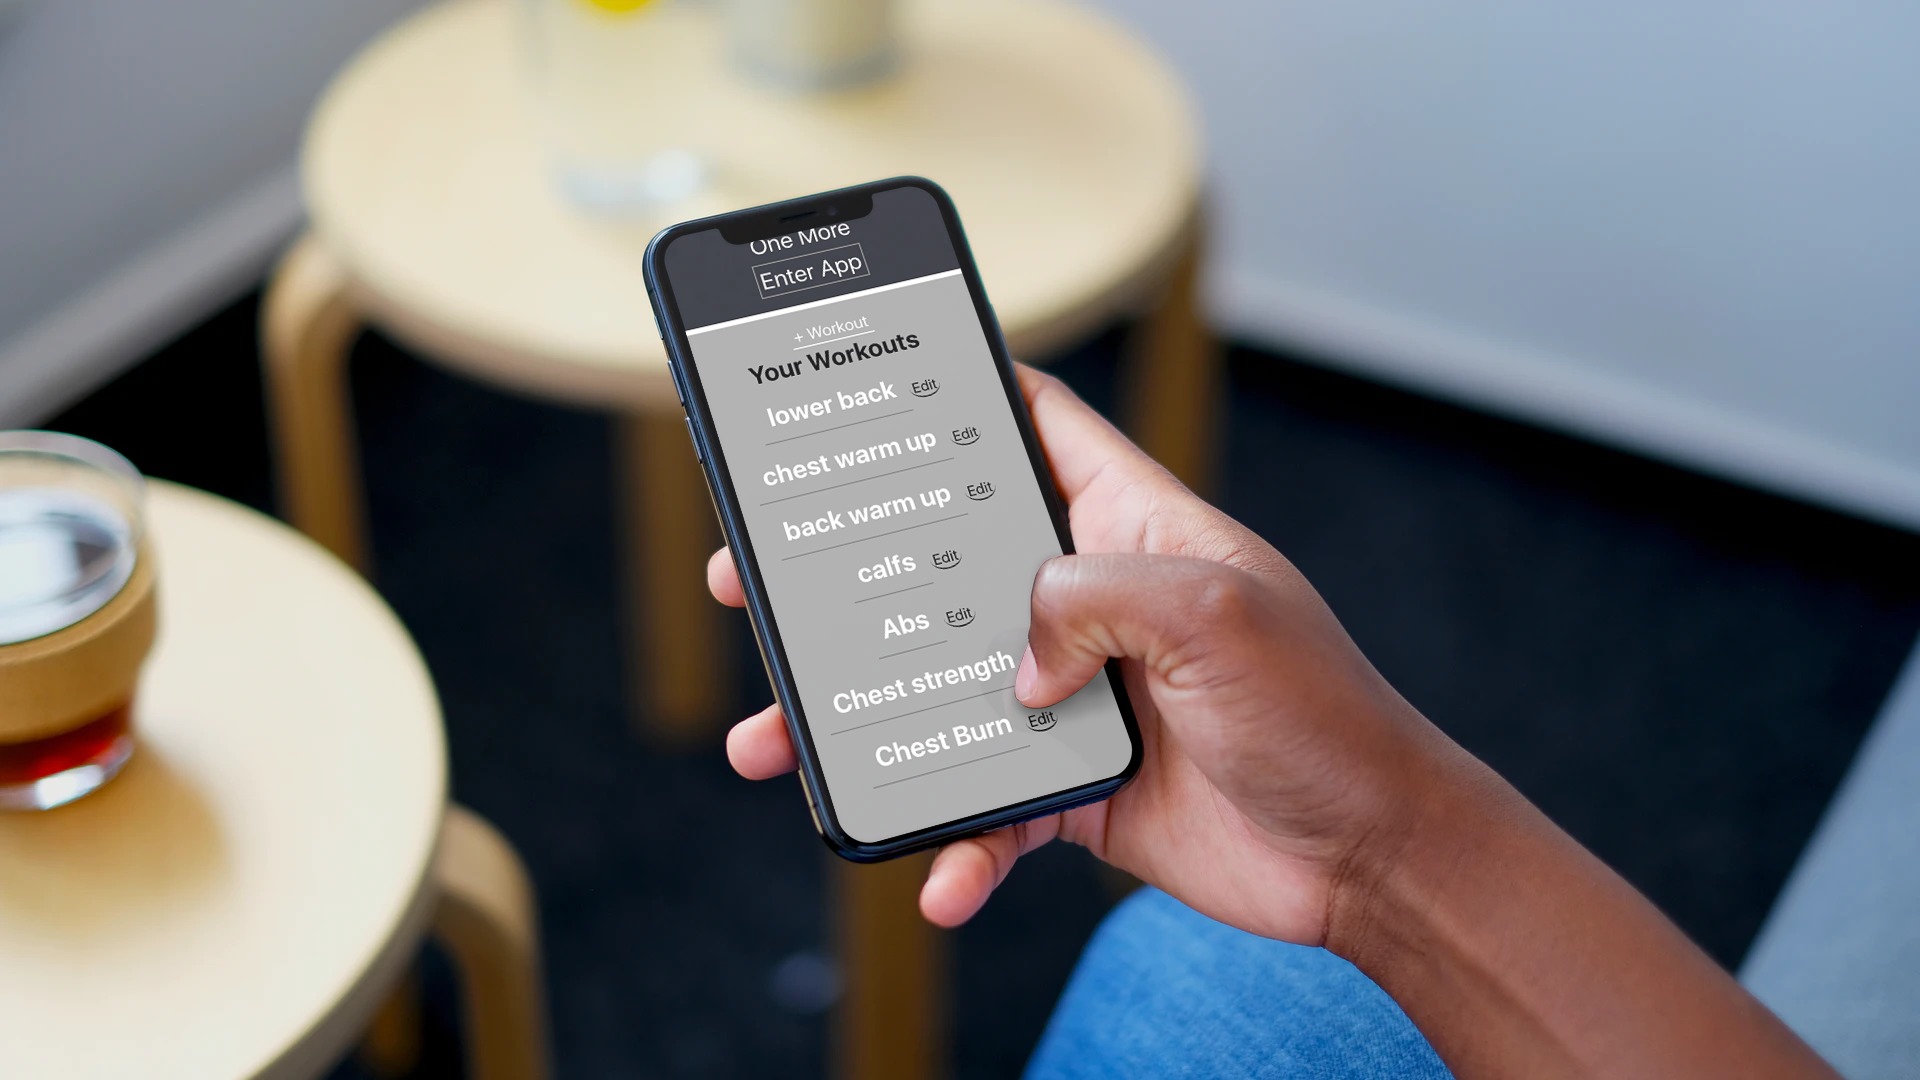 One More
Enter App
+ Workout
Your Workouts
lower back Edit
chest warm up Edit
back warm up Edit
calfs Edit
Abs Edit
Chest strength
Chest Burn Edit